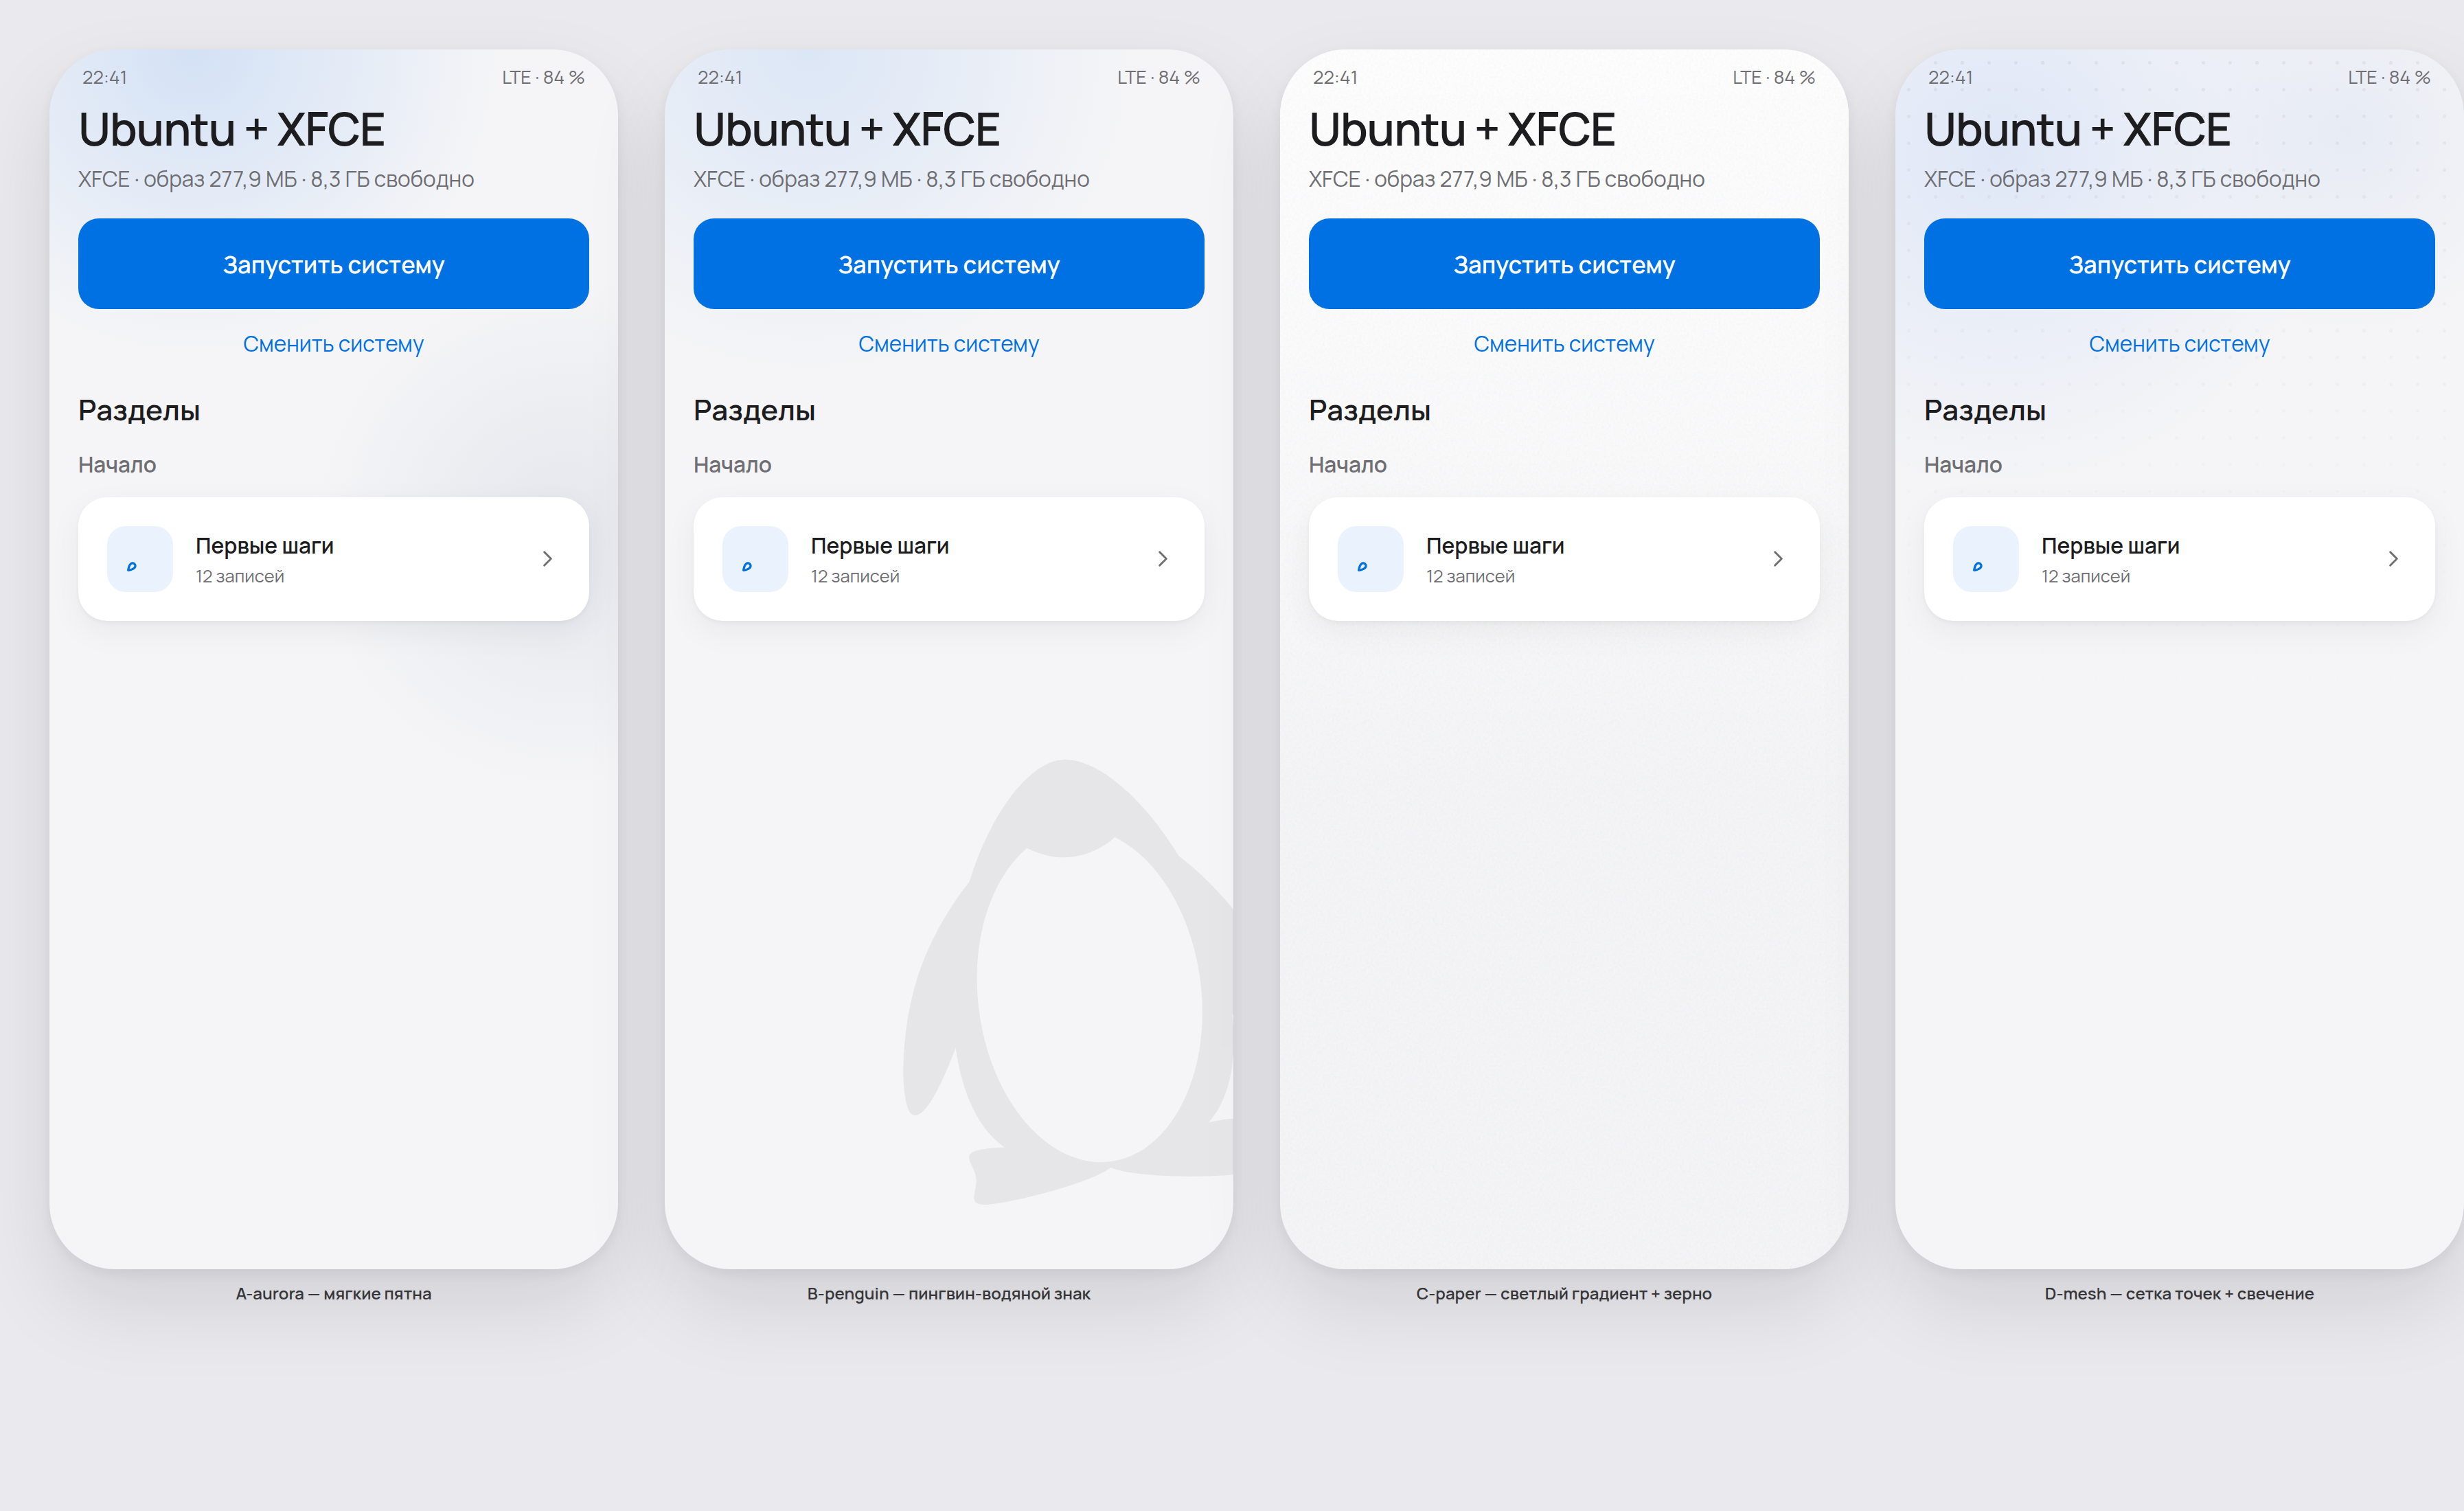 22:41 LTE · 84 %
Ubuntu + XFCE
XFCE · образ 277,9 МБ · 8,3 ГБ свободно
Запустить систему
Сменить систему
Разделы
Начало
Первые шаги
12 записей
A-aurora — мягкие пятна
22:41 LTE · 84 %
Ubuntu + XFCE
XFCE · образ 277,9 МБ · 8,3 ГБ свободно
Запустить систему
Сменить систему
Разделы
Начало
Первые шаги
12 записей
B-penguin — пингвин-водяной знак
22:41 LTE · 84 %
Ubuntu + XFCE
XFCE · образ 277,9 МБ · 8,3 ГБ свободно
Запустить систему
Сменить систему
Разделы
Начало
Первые шаги
12 записей
C-paper — светлый градиент + зерно
22:41 LTE · 84 %
Ubuntu + XFCE
XFCE · образ 277,9 МБ · 8,3 ГБ свободно
Запустить систему
Сменить систему
Разделы
Начало
Первые шаги
12 записей
D-mesh — сетка точек + свечение